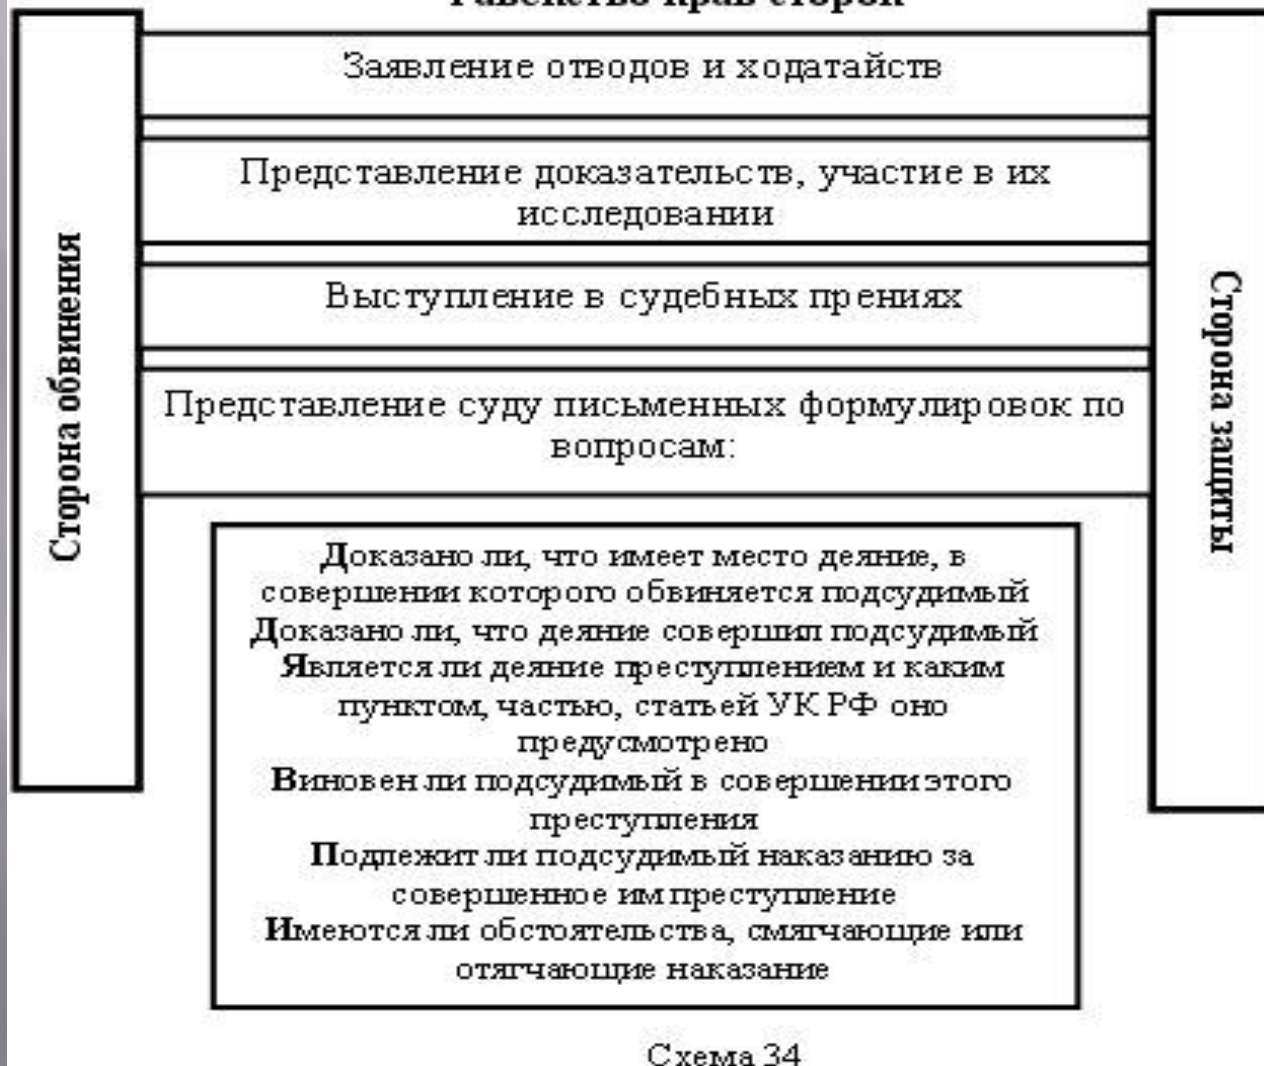 Равенство прав сторон
Сторона обвинения
Заявление отводов и ходатайств
Представление доказательств, участие в их
исследовании
Выступление в судебных прениях
Представление суду письменных формулировок по
вопросам:
Доказано ли, что имеет место деяние, в
совершении которого обвиняется подсудимый
Доказано ли, что деяние совершил подсудимый
Является ли деяние преступлением и каким
пунктом, частью, статьей УК РФ оно
предусмотрено
Виновен ли подсудимый в совершении этого
преступления
Подлежит ли подсудимый наказанию за
совершенное им преступление
Имеются ли обстоятельства, смягчающие или
отягчающие наказание
Сторона защиты
Схема 34